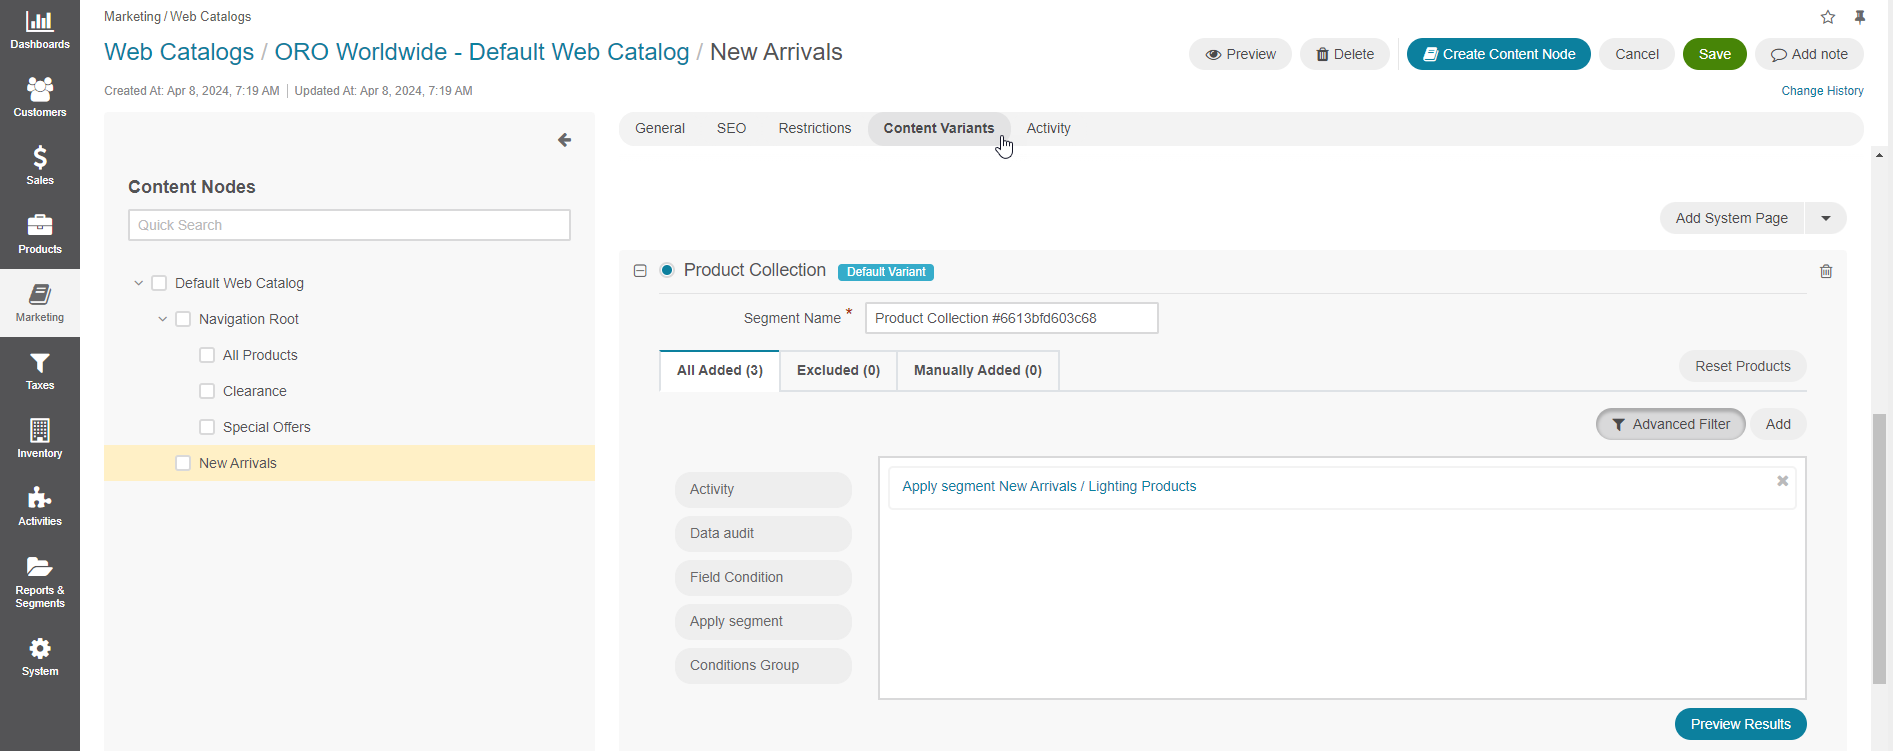 Dashboards
Customers
Sales
Products
Marketing
Taxes
Inventory
Activities
Reports &
Segments
System
Marketing / Web Catalogs
Web Catalogs / ORO Worldwide - Default Web Catalog / New Arrivals
Preview
Delete
Create Content Node
Cancel
Save
Add note
Created At: Apr 8, 2024, 7:19 AM | Updated At: Apr 8, 2024, 7:19 AM
Change History
Content Nodes
Quick Search
Default Web Catalog
Navigation Root
All Products
Clearance
Special Offers
New Arrivals
General
SEO
Restrictions
Content Variants
Activity
Add System Page
Product Collection
Default Variant
Segment Name *
Product Collection #6613bfd603c68
All Added (3)
Excluded (0)
Manually Added (0)
Reset Products
Advanced Filter
Add
Activity
Data audit
Field Condition
Apply segment
Conditions Group
Apply segment New Arrivals / Lighting Products
Preview Results